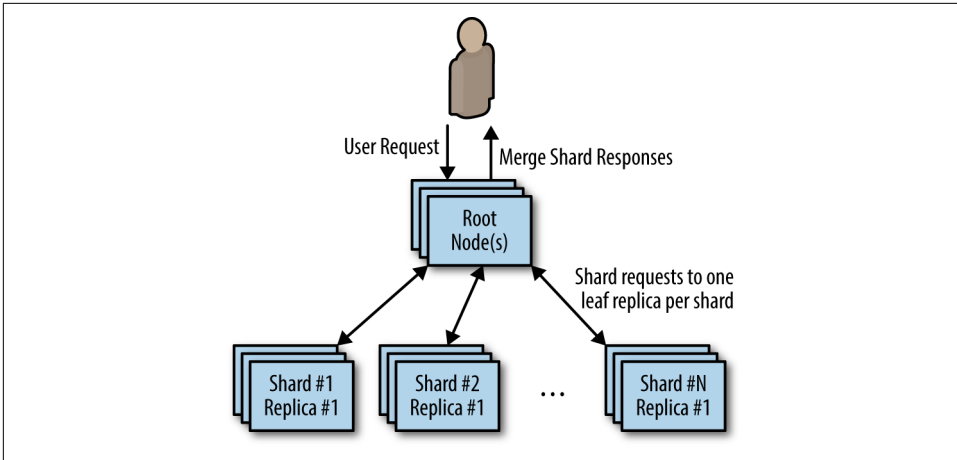 User Request
Merge Shard Responses
Root
Node(s)
Shard requests to one
leaf replica per shard
Shard #1
Replica #1
Shard #2
Replica #1
...
Shard #N
Replica #1